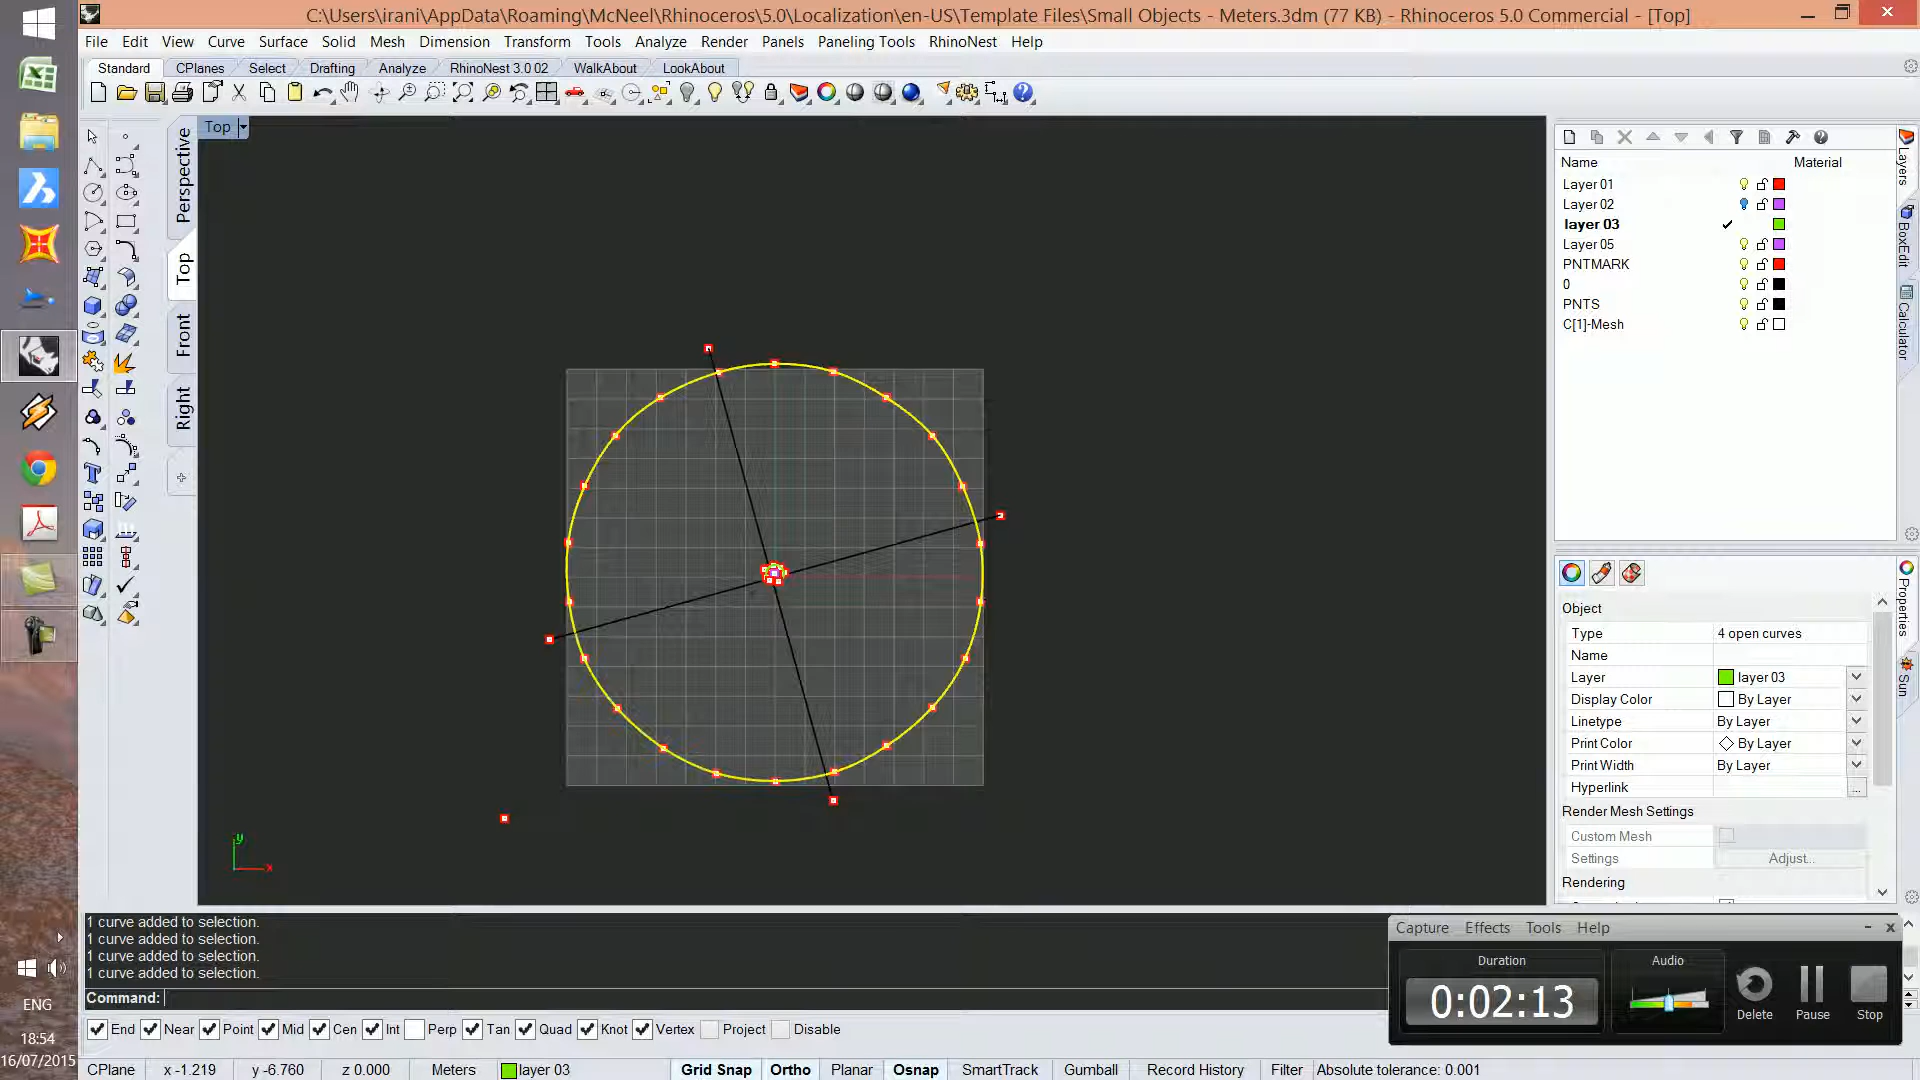 C:\Users\irani\AppData\Roaming\McNeel\Rhinoceros\5.0\Localization\en-US\Template Files\Small Objects - Meters.3dm (77 KB) - Rhinoceros 5.0 Commercial - [Top]
File Edit View Curve Surface Solid Mesh Dimension Transform Tools Analyze Render Panels Paneling Tools RhinoNest Help
Standard CPlanes Select Drafting Analyze RhinoNest 3.0 02 WalkAbout LookAbout
Top
Perspective
Top
Front
Right
y
x
Name Material
Layer 01
Layer 02
layer 03
Layer 05
PNTMARK
0
PNTS
C[1]-Mesh
Layers
BoxEdit
Calculator
Properties
Sun
Object
Type 4 open curves
Name
Layer layer 03
Display Color By Layer
Linetype By Layer
Print Color By Layer
Print Width By Layer
Hyperlink ...
Render Mesh Settings
Custom Mesh
Settings Adjust...
Rendering
1 curve added to selection.
1 curve added to selection.
1 curve added to selection.
1 curve added to selection.
Command:
Capture Effects Tools Help
Duration Audio
0:02:13
Delete Pause Stop
End Near Point Mid Cen Int Perp Tan Quad Knot Vertex Project Disable
CPlane x -1.219 y -6.760 z 0.000 Meters layer 03 Grid Snap Ortho Planar Osnap SmartTrack Gumball Record History Filter Absolute tolerance: 0.001
ENG
18:54
16/07/2015